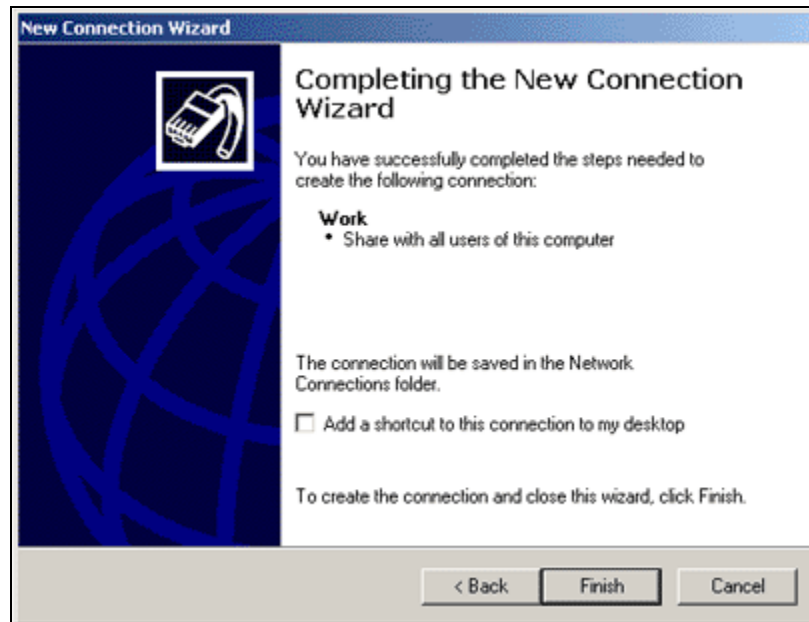 New Connection Wizard
Completing the New Connection
Wizard
You have successfully completed the steps needed to
create the following connection:
Work
• Share with all users of this computer
The connection will be saved in the Network
Connections folder.
Add a shortcut to this connection to my desktop
To create the connection and close this wizard, click Finish.
< Back
Finish
Cancel